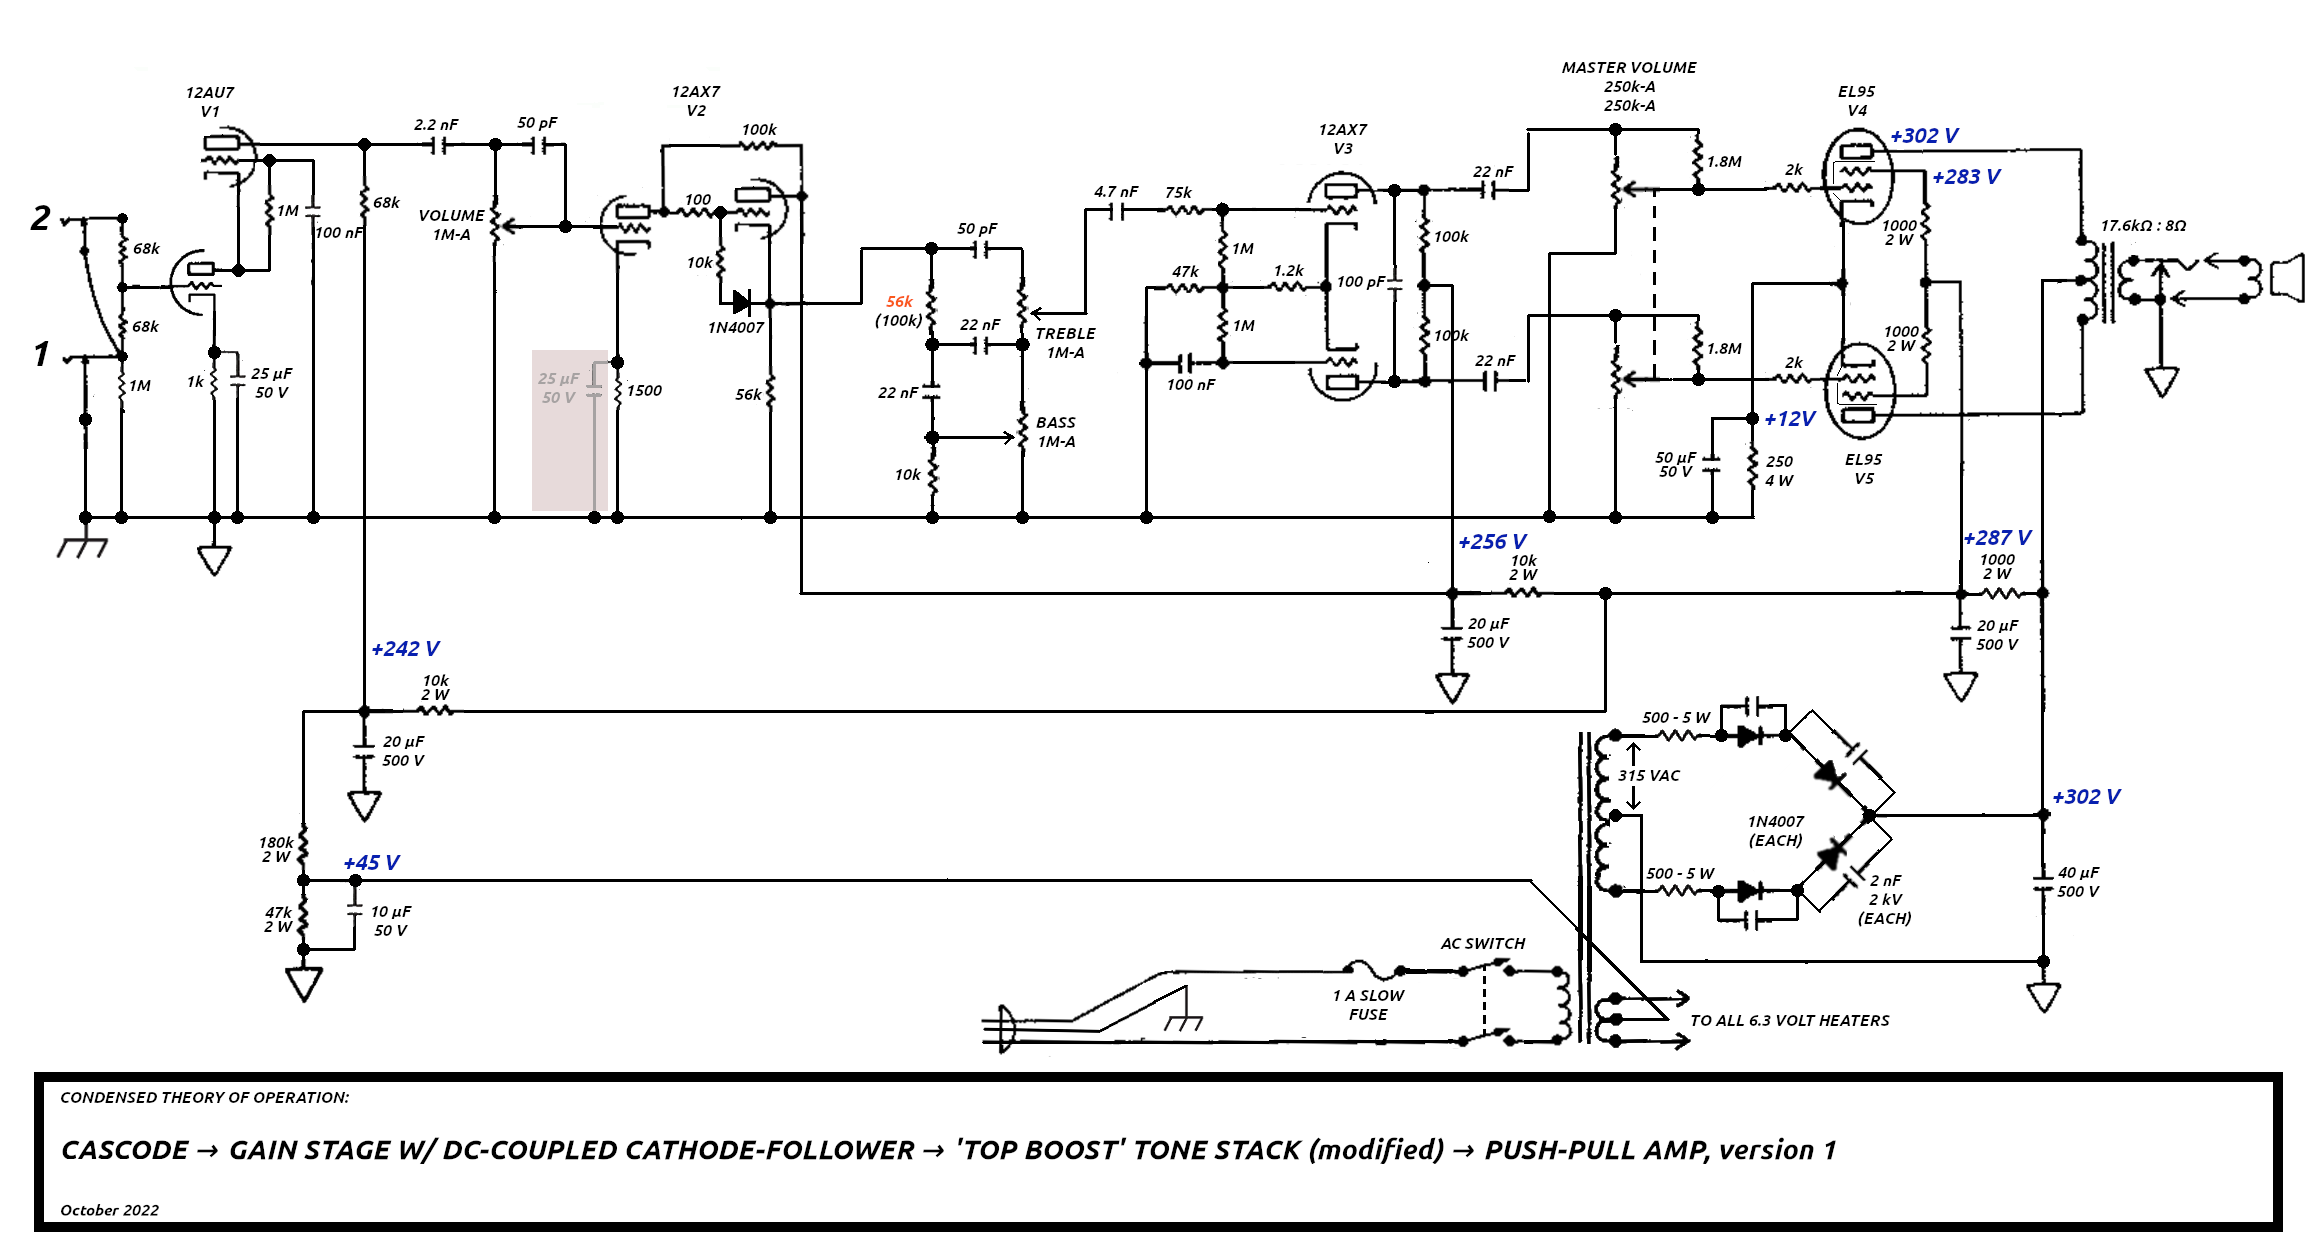 MASTER VOLUME
250k-A
250k-A
12AU7
V1
12AX7
V2
EL95
V4
2.2 nF
50 pF
100k
12AX7
V3
+302 V
22 nF
1.8M
2k
+283 V
2
1M
100 nF
68k
VOLUME
1M-A
100
4.7 nF
75k
68k
10k
50 pF
1M
100k
1000
2 W
17.6kΩ : 8Ω
47k
1.2k
100 pF
56k
(100k)
1N4007
22 nF
TREBLE
1M-A
68k
1M
100k
1000
2 W
1
1M
1k
25 µF
50 V
25 µF
50 V
1500
56k
22 nF
100 nF
22 nF
1.8M
2k
BASS
1M-A
+12V
10k
50 µF
50 V
250
4 W
EL95
V5
+256 V
10k
2 W
+287 V
1000
2 W
20 µF
500 V
20 µF
500 V
+242 V
10k
2 W
20 µF
500 V
500 - 5 W
315 VAC
+302 V
1N4007
(EACH)
180k
2 W
+45 V
500 - 5 W
2 nF
2 kV
(EACH)
40 µF
500 V
47k
2 W
10 µF
50 V
AC SWITCH
1 A SLOW
FUSE
TO ALL 6.3 VOLT HEATERS
CONDENSED THEORY OF OPERATION:
CASCODE → GAIN STAGE W/ DC-COUPLED CATHODE-FOLLOWER → 'TOP BOOST' TONE STACK (modified) → PUSH-PULL AMP, version 1
October 2022